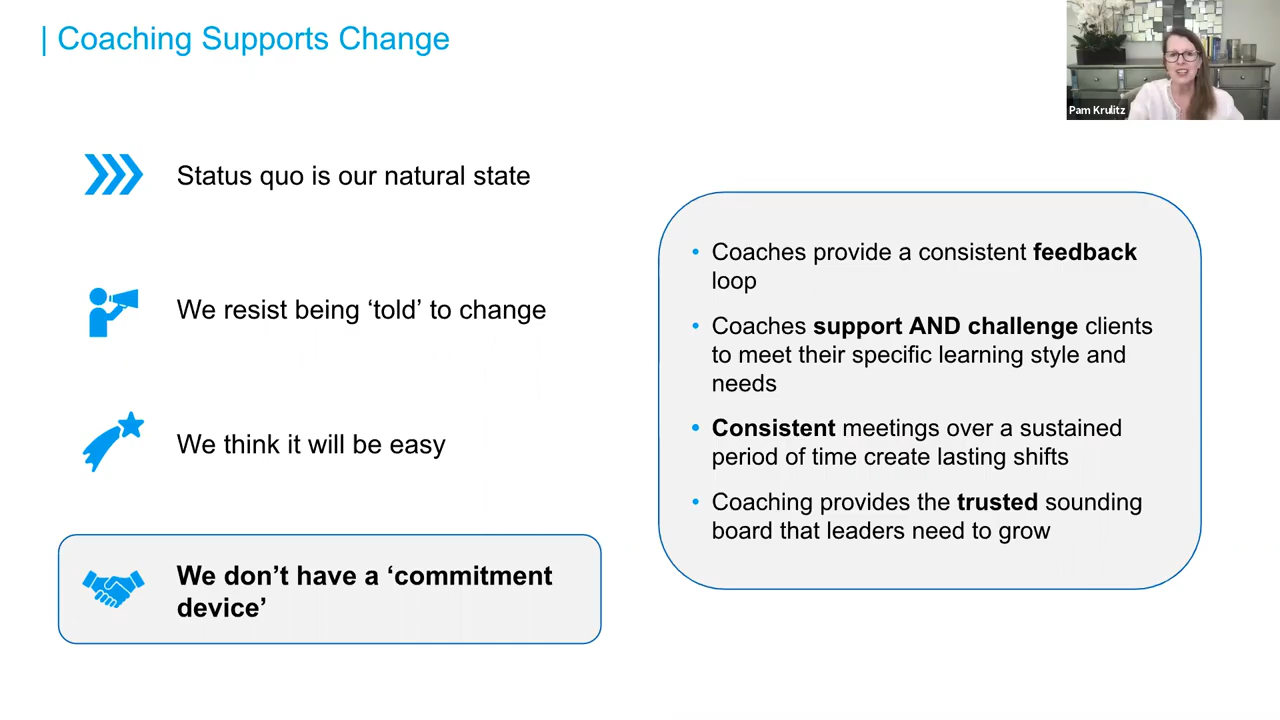 | Coaching Supports Change
Pam Krulitz
Status quo is our natural state
We resist being ‘told’ to change
We think it will be easy
We don’t have a ‘commitment
device’
• Coaches provide a consistent feedback
loop
• Coaches support AND challenge clients
to meet their specific learning style and
needs
• Consistent meetings over a sustained
period of time create lasting shifts
• Coaching provides the trusted sounding
board that leaders need to grow